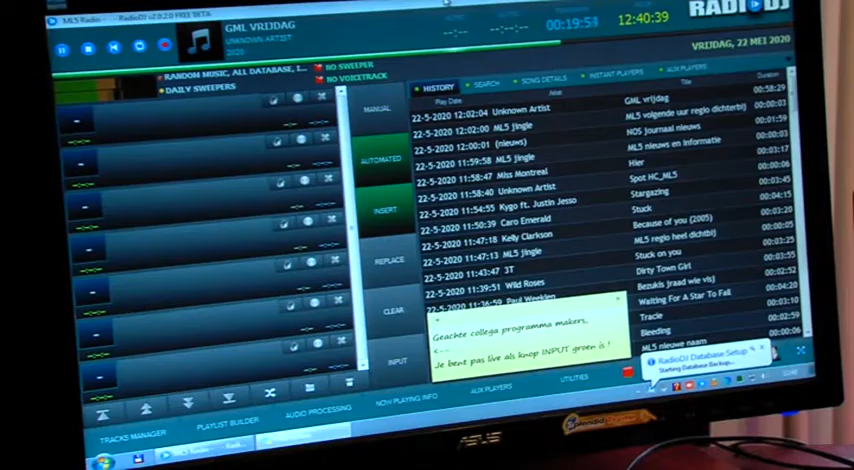 ML5 Radio
RadioDJ v2.0.2.0 FREE BETA
GML VRIJDAG
UNKNOWN ARTIST
2020
00:19:54
12:40:39
RADIODJ
VRIJDAG, 22 MEI 2020
RANDOM MUSIC, ALL DATABASE, I...
DAILY SWEEPERS
NO SWEEPER
NO VOICETRACK
MANUAL
AUTOMATED
INSERT
REPLACE
CLEAR
INPUT
HISTORY SEARCH SONG DETAILS INSTANT PLAYERS AUX PLAYERS
Play Date Artist Title Duration
22-5-2020 12:02:04 Unknown Artist GML vrijdag 00:58:29
22-5-2020 12:02:00 ML5 jingle ML5 volgende uur regio dichterbij 00:00:03
22-5-2020 12:00:01 (nieuws) NOS journaal nieuws 00:01:59
22-5-2020 11:59:58 ML5 jingle ML5 nieuws en informatie 00:00:03
22-5-2020 11:58:47 Miss Montreal Hier 00:03:17
22-5-2020 11:58:40 Unknown Artist Spot HC_ML5 00:00:06
22-5-2020 11:54:55 Kygo ft. Justin Jesso Stargazing 00:03:45
22-5-2020 11:50:39 Caro Emerald Stuck 00:04:15
22-5-2020 11:47:18 Kelly Clarkson Because of you (2005) 00:03:20
22-5-2020 11:47:13 ML5 jingle ML5 regio heel dichtbij 00:00:05
22-5-2020 11:43:47 3T Stuck on you 00:03:25
22-5-2020 11:39:51 Wild Roses Dirty Town Girl 00:03:55
22-5-2020 11:36:59 Paul Bezukis jraad wie visj 00:02:52
Waiting For A Star To Fall 00:04:20
Tracie 00:03:10
Bleeding 00:02:59
ML5 nieuwe naam 00:00:06
Geachte collega programma makers,
<--
Je bent pas live als knop INPUT groen is !
RadioDJ Database Setup
Starting Database Backup...
TRACKS MANAGER PLAYLIST BUILDER AUDIO PROCESSING NOW PLAYING INFO AUX PLAYERS UTILITIES
ML5 Radio
ASUS
Splendid